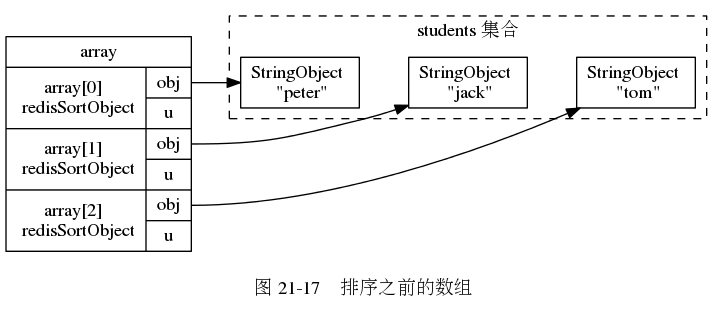 students 集合
array
array[0]
redisSortObject
obj
u
array[1]
redisSortObject
obj
u
array[2]
redisSortObject
obj
u
StringObject
"peter"
StringObject
"jack"
StringObject
"tom"
图 21-17 排序之前的数组